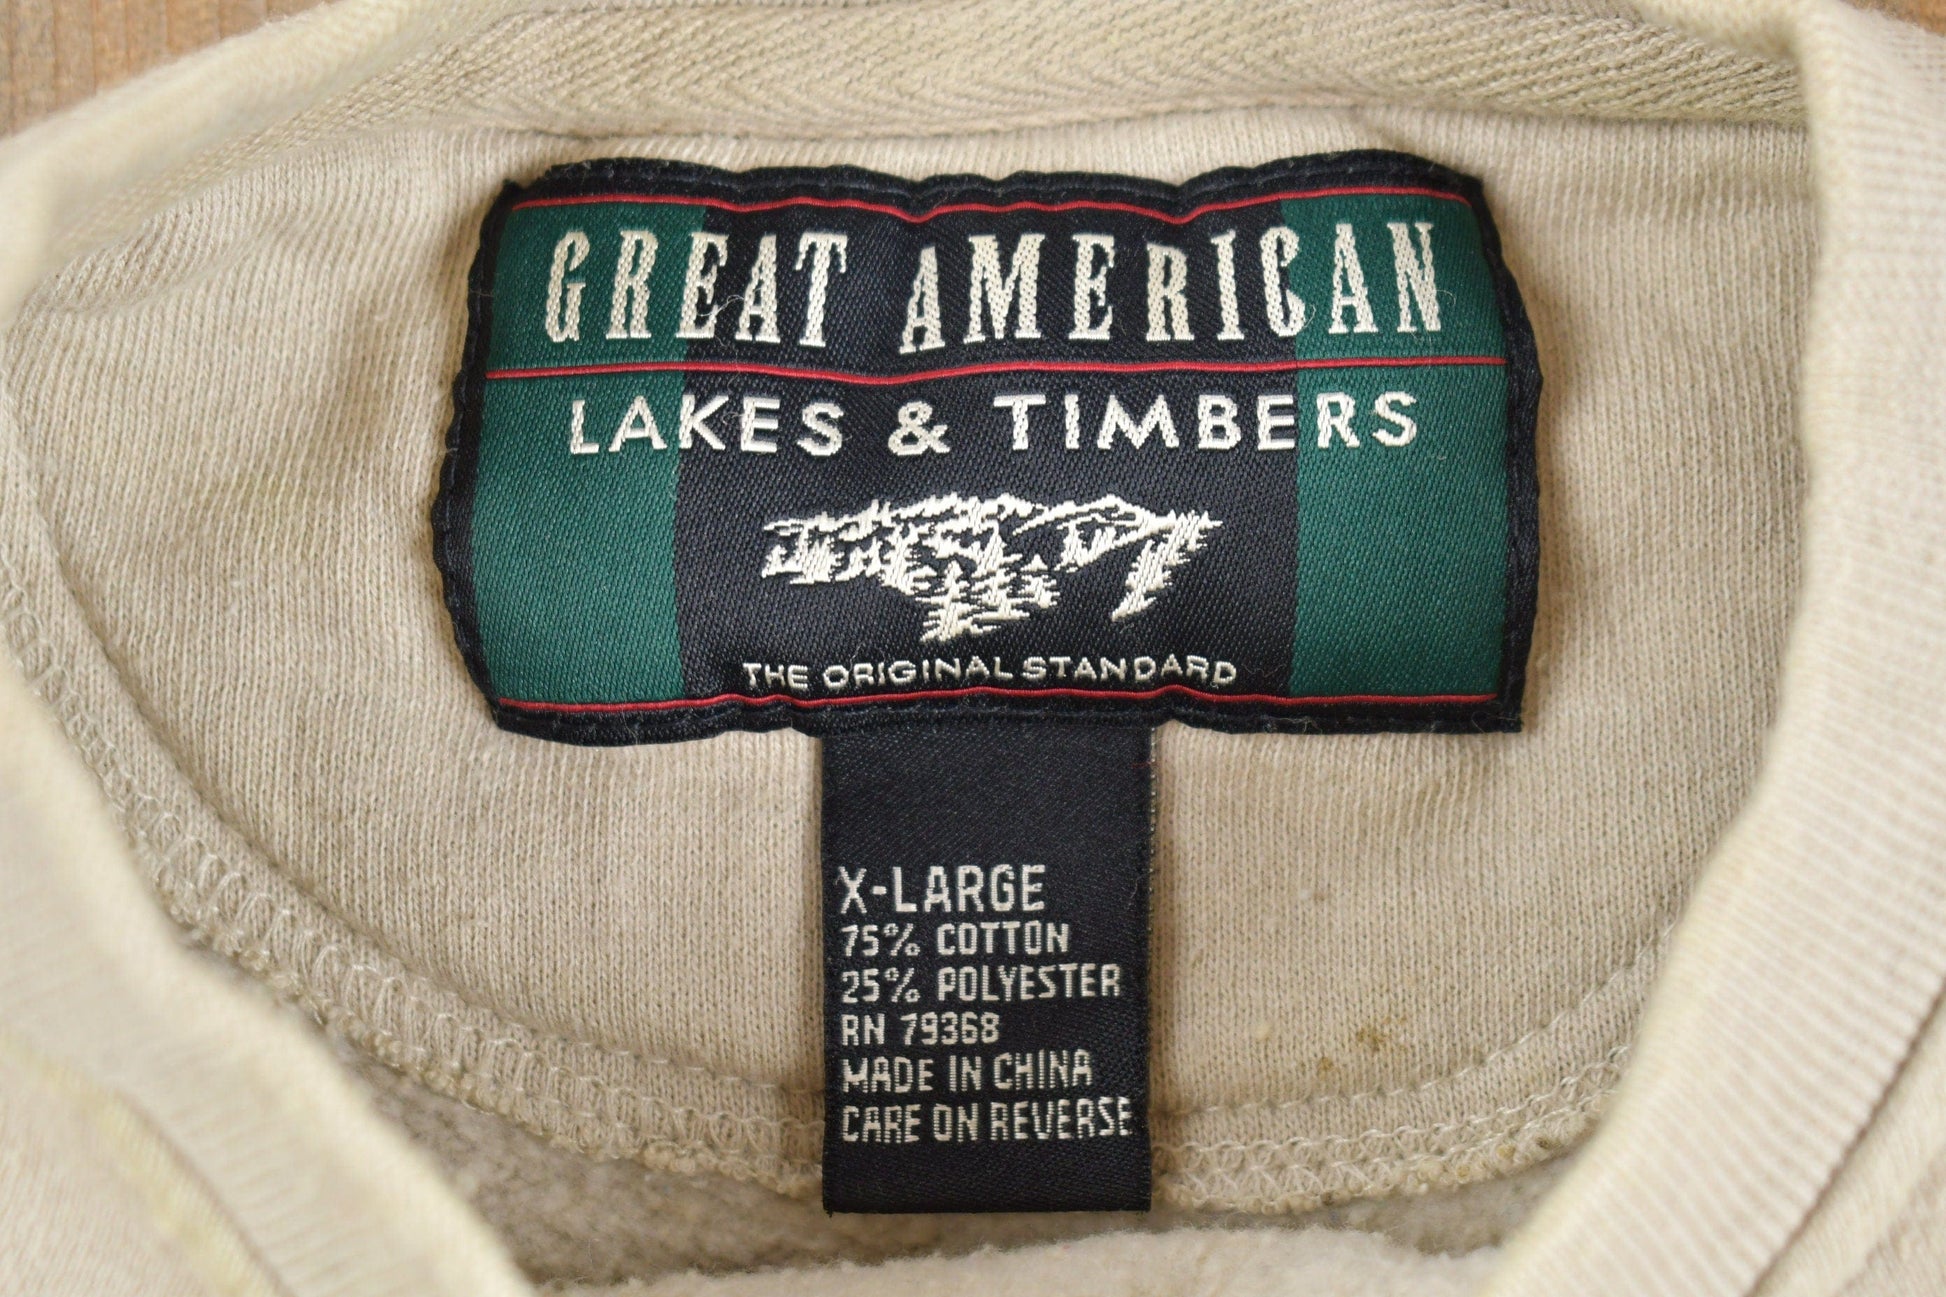 GREAT AMERICAN
LAKES & TIMBERS
THE ORIGINAL STANDARD
X-LARGE
75% COTTON
25% POLYESTER
RN 79368
MADE IN CHINA
CARE ON REVERSE